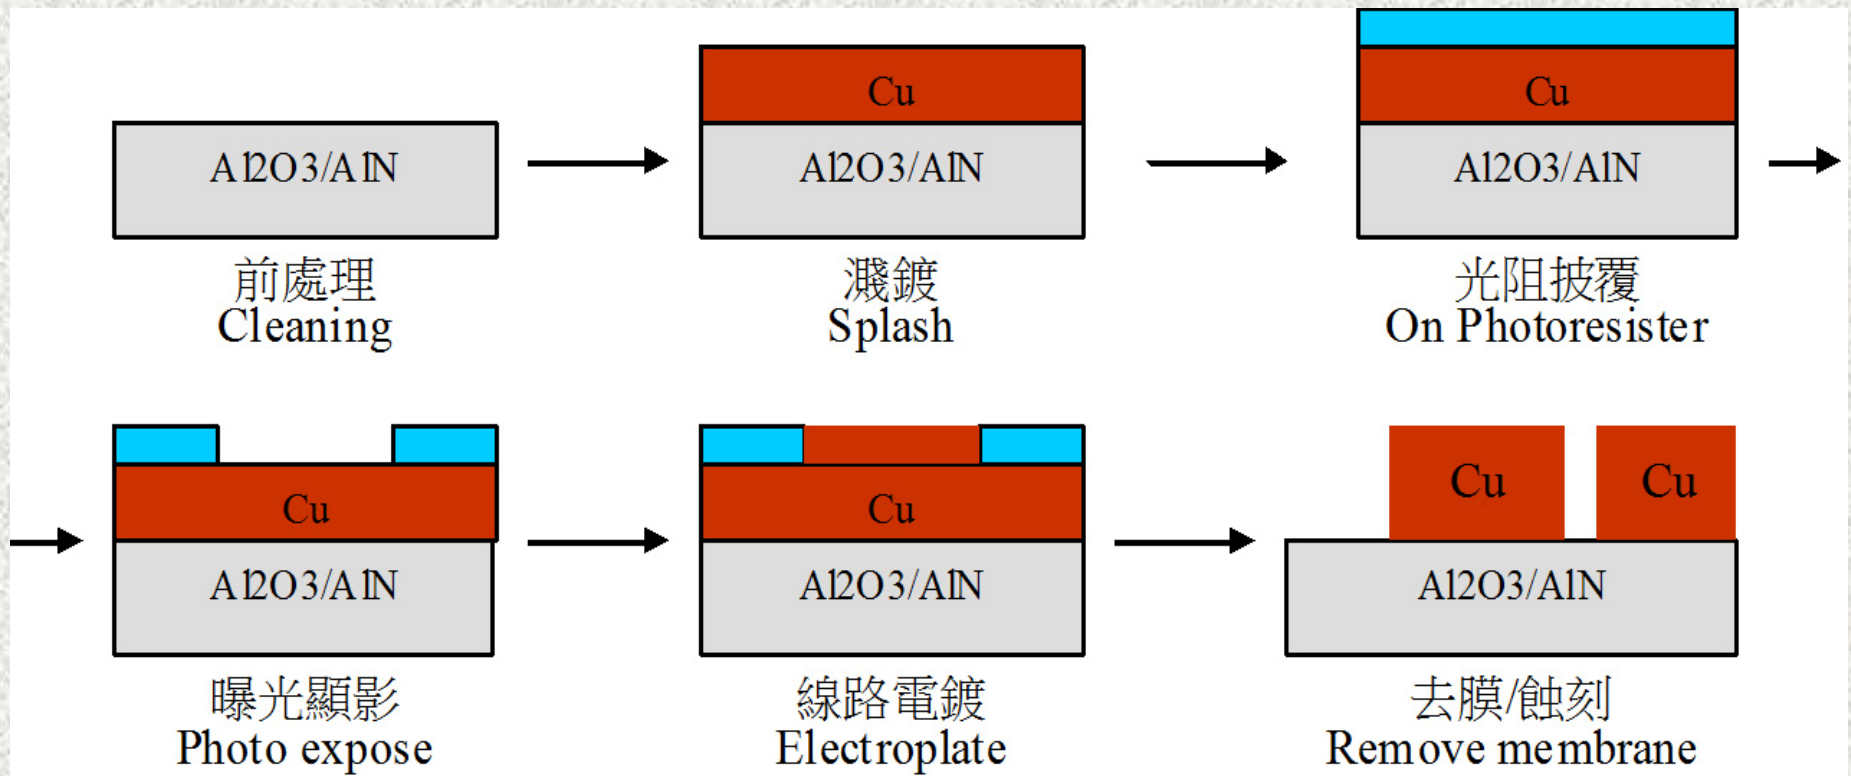 Al2O3/AlN
前處理
Cleaning
Cu
Al2O3/AlN
濺鍍
Splash
Cu
Al2O3/AlN
光阻披覆
On Photoresister
Cu
Al2O3/AlN
曝光顯影
Photo expose
Cu
Al2O3/AlN
線路電鍍
Electroplate
Cu
Cu
Al2O3/AlN
去膜/蝕刻
Remove membrane